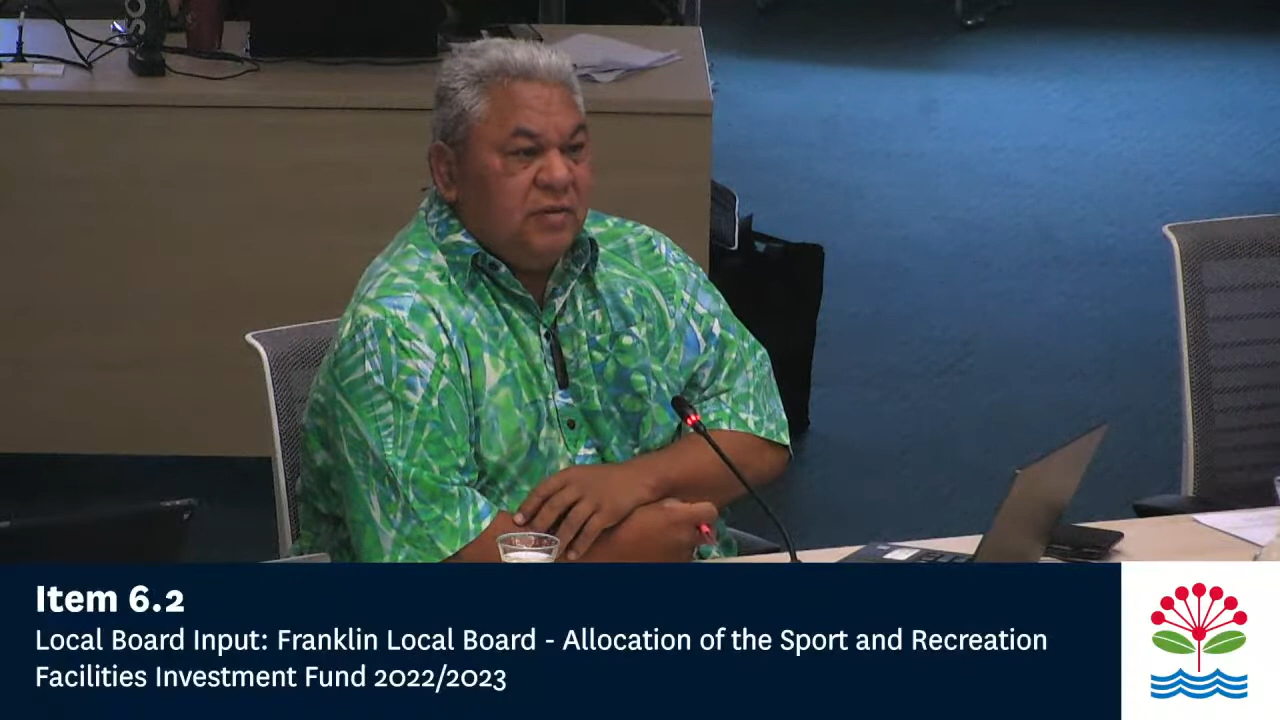 Item 6.2
Local Board Input: Franklin Local Board - Allocation of the Sport and Recreation
Facilities Investment Fund 2022/2023